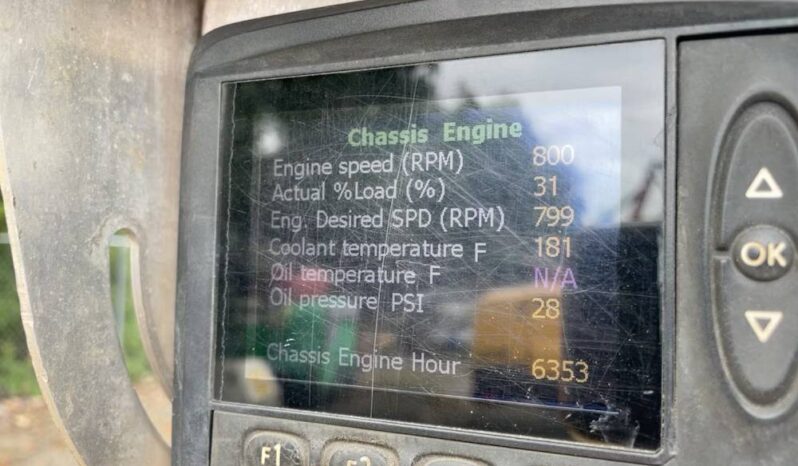 Chassis Engine
Engine speed (RPM) 800
Actual %Load (%) 31
Eng. Desired SPD (RPM) 799
Coolant temperature F 181
Oil temperature F N/A
Oil pressure PSI 28
Chassis Engine Hour 6353
OK
F1